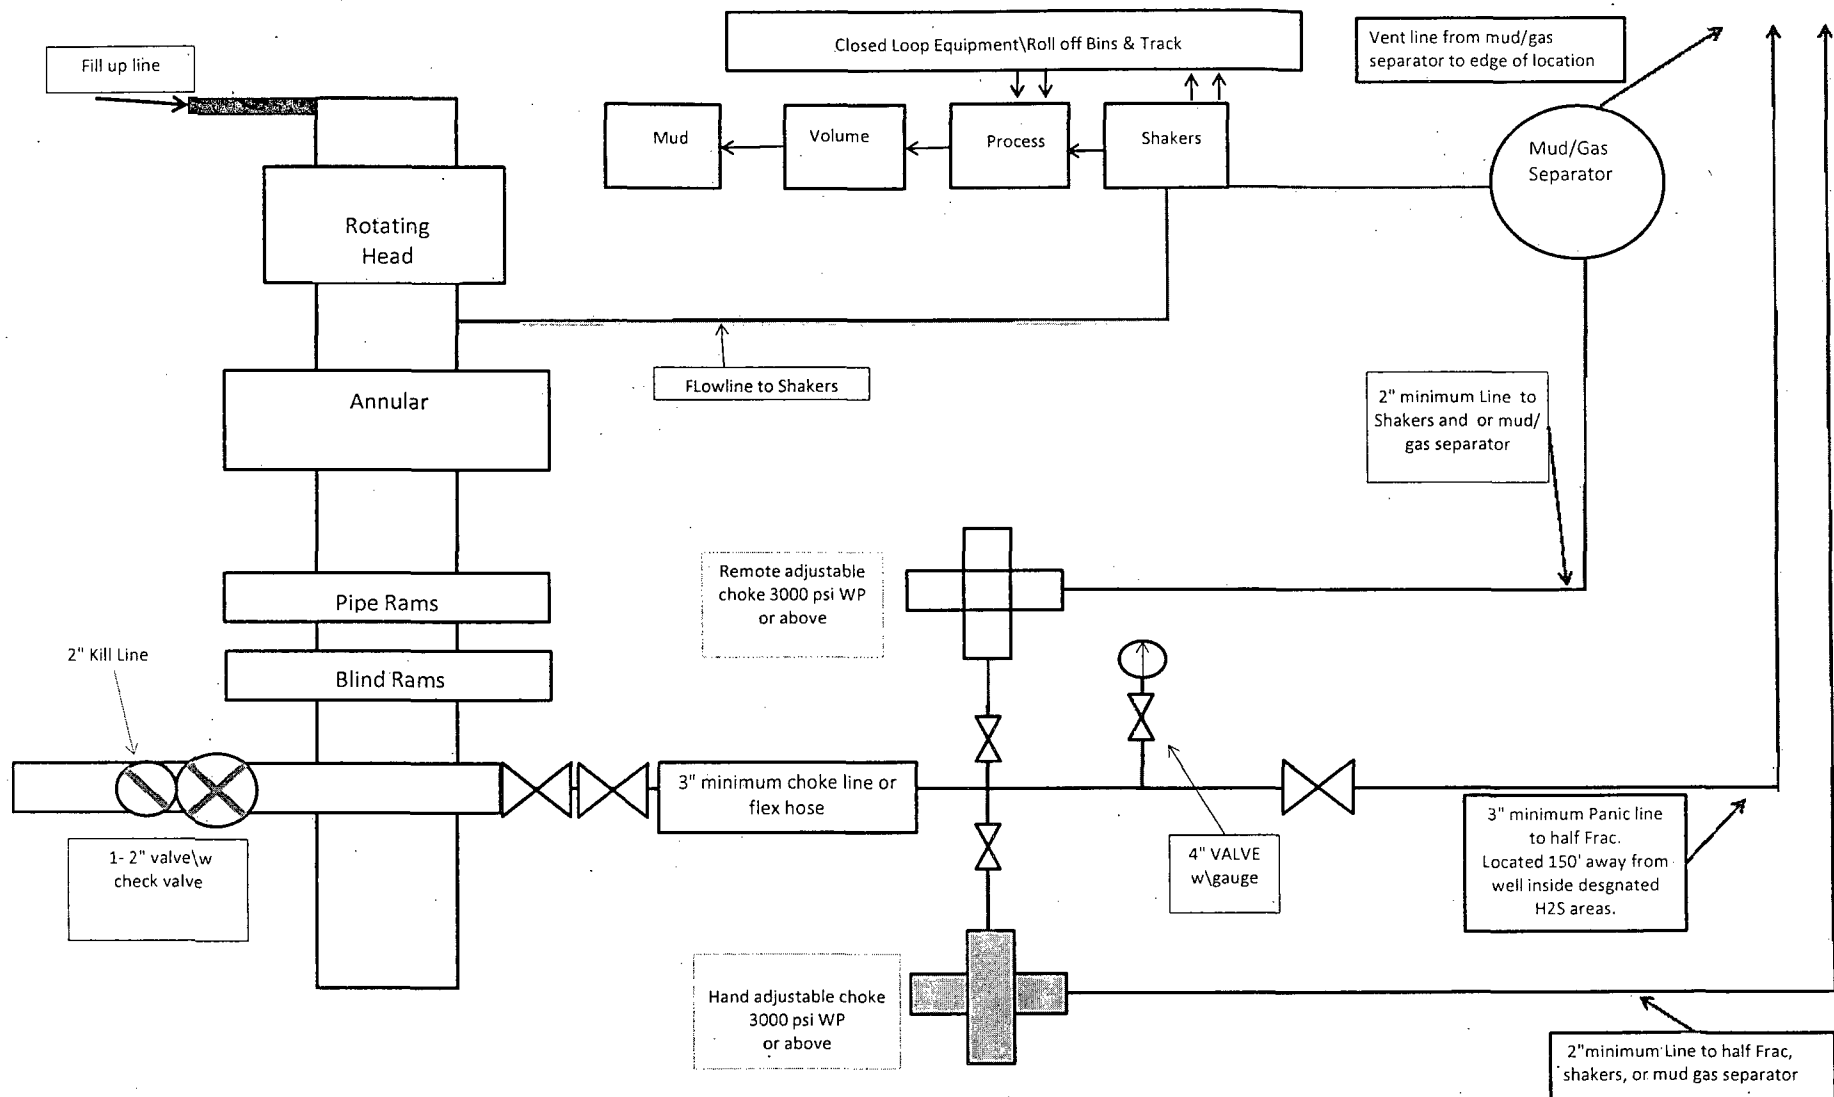 Fill up line
Closed Loop Equipment\Roll off Bins & Track
Vent line from mud/gas
separator to edge of location
Mud
Volume
Process
Shakers
Mud/Gas
Separator
Rotating
Head
FLowline to Shakers
Annular
2" minimum Line to
Shakers and or mud/
gas separator
Remote adjustable
choke 3000 psi WP
or above
Pipe Rams
2" Kill Line
Blind Rams
3" minimum choke line or
flex hose
1- 2" valve\w
check valve
4" VALVE
w\gauge
3" minimum Panic line
to half Frac.
Located 150' away from
well inside desgnated
H2S areas.
Hand adjustable choke
3000 psi WP
or above
2"minimum Line to half Frac,
shakers, or mud gas separator